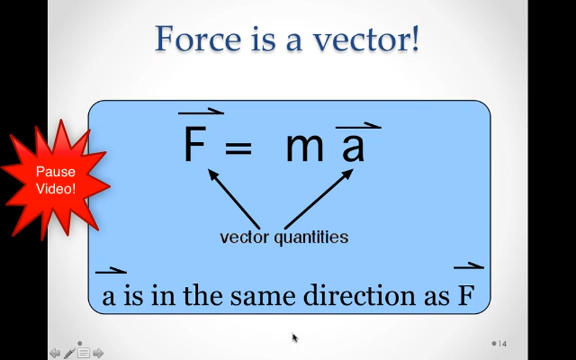 Force is a vector!
F = m a
Pause
Video!
vector quantities
a is in the same direction as F
14